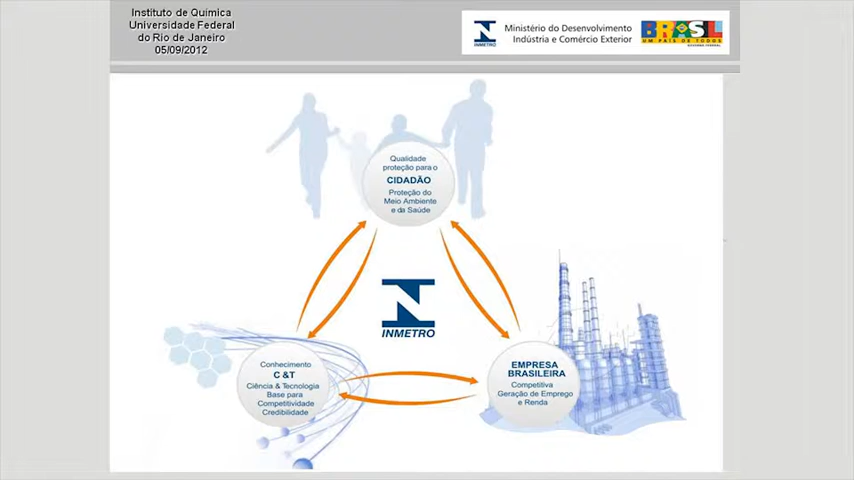 Instituto de Química
Universidade Federal
do Rio de Janeiro
05/09/2012
INMETRO
Ministério do Desenvolvimento
Indústria e Comércio Exterior
BRASIL
UM PAÍS DE TODOS
GOVERNO FEDERAL
Qualidade
proteção para o
CIDADÃO
Proteção do
Meio Ambiente
e da Saúde
INMETRO
Conhecimento
C &T
Ciência & Tecnologia
Base para
Competitividade
Credibilidade
EMPRESA
BRASILEIRA
Competitiva
Geração de Emprego
e Renda